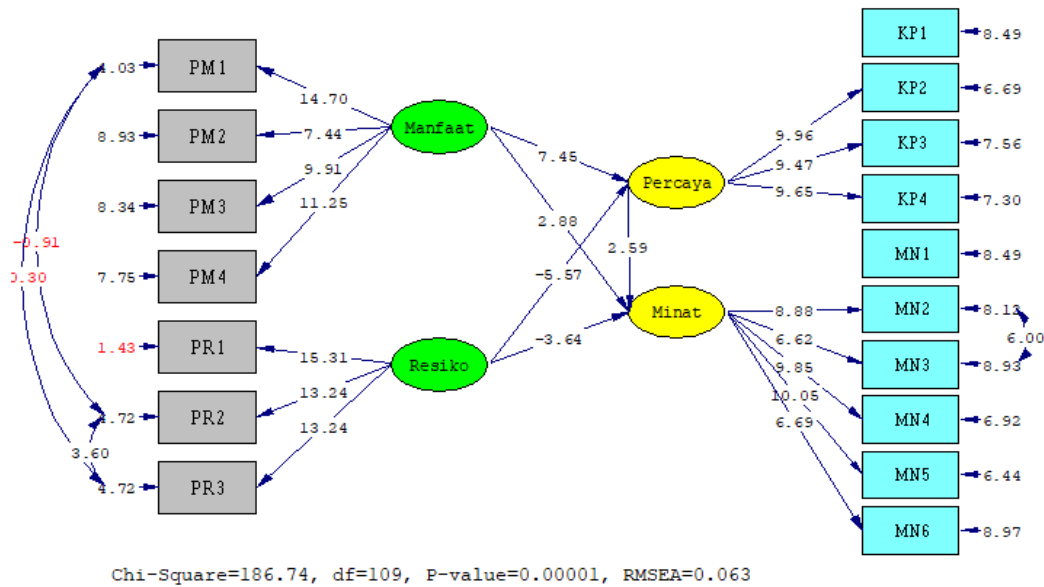 4.03
PM1
14.70
8.93
PM2
7.44
8.34
PM3
9.91
7.75
PM4
11.25
-0.91
0.30
1.43
PR1
15.31
4.72
PR2
13.24
3.60
4.72
PR3
13.24
Manfaat
Resiko
7.45
2.88
-5.57
-3.64
Percaya
2.59
Minat
KP1
8.49
9.96
KP2
6.69
9.47
KP3
7.56
9.65
KP4
7.30
MN1
8.49
8.88
MN2
8.13
6.00
6.62
MN3
8.93
9.85
MN4
6.92
10.05
MN5
6.44
6.69
MN6
8.97
Chi-Square=186.74, df=109, P-value=0.00001, RMSEA=0.063